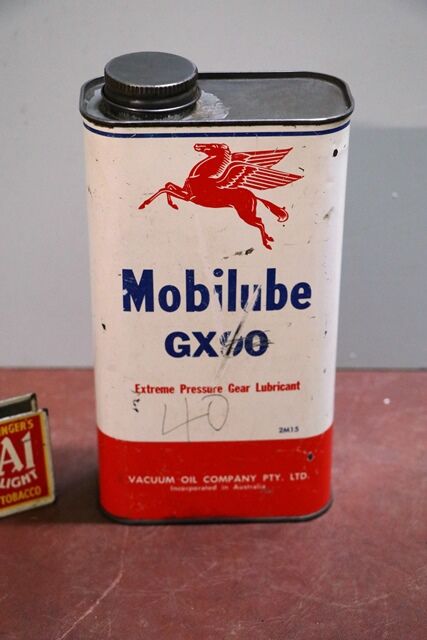 Mobilube
GX90
Extreme Pressure Gear Lubricant
40
2M15
VACUUM OIL COMPANY PTY. LTD.
Incorporated in Australia
NGER'S
A1
LIGHT
TOBACCO